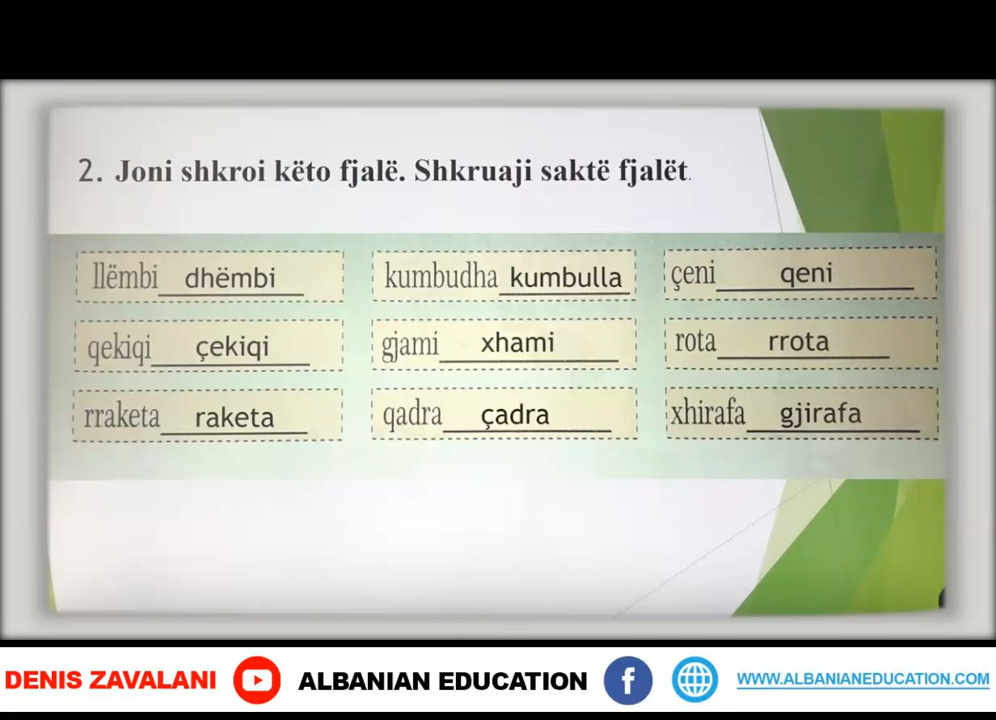 2. Joni shkroi këto fjalë. Shkruaji saktë fjalët.
llëmbi dhëmbi kumbudha kumbulla çeni qeni
qekiqi çekiqi gjami xhami rota rrota
rraketa raketa qadra çadra xhirafa gjirafa
DENIS ZAVALANI ALBANIAN EDUCATION f WWW.ALBANIANEDUCATION.COM